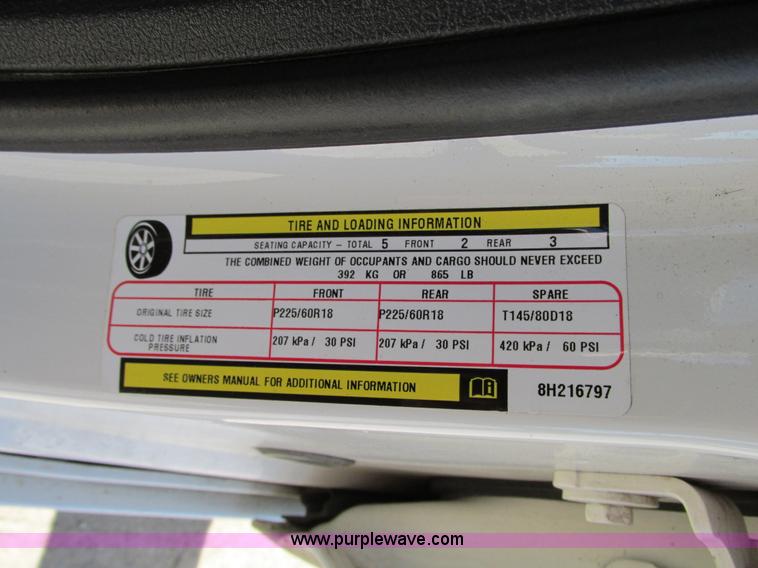 TIRE AND LOADING INFORMATION
SEATING CAPACITY - TOTAL 5 FRONT 2 REAR 3
THE COMBINED WEIGHT OF OCCUPANTS AND CARGO SHOULD NEVER EXCEED
392 KG OR 865 LB
TIRE FRONT REAR SPARE
ORIGINAL TIRE SIZE P225/60R18 P225/60R18 T145/80D18
COLD TIRE INFLATION PRESSURE 207 kPa / 30 PSI 207 kPa / 30 PSI 420 kPa / 60 PSI
SEE OWNERS MANUAL FOR ADDITIONAL INFORMATION
8H216797
www.purplewave.com